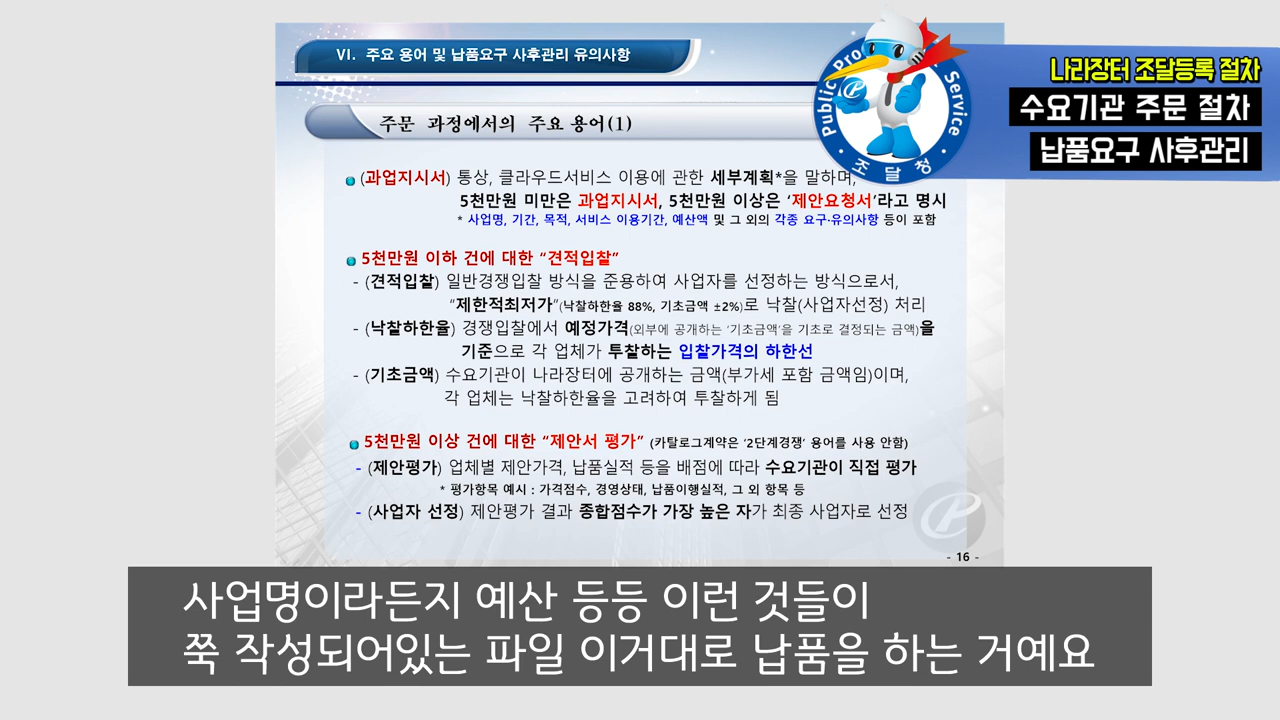 VI. 주요 용어 및 납품요구 사후관리 유의사항
주문 과정에서의 주요 용어(1)
Public Pro
Service
· 조달청 ·
나라장터 조달등록 절차
수요기관 주문 절차
납품요구 사후관리
(과업지시서) 통상, 클라우드서비스 이용에 관한 세부계획*을 말하며,
5천만원 미만은 과업지시서, 5천만원 이상은 ‘제안요청서’라고 명시
* 사업명, 기간, 목적, 서비스 이용기간, 예산액 및 그 외의 각종 요구·유의사항 등이 포함
5천만원 이하 건에 대한 “견적입찰”
- (견적입찰) 일반경쟁입찰 방식을 준용하여 사업자를 선정하는 방식으로서,
“제한적최저가“(낙찰하한율 88%, 기초금액 ±2%)로 낙찰(사업자선정) 처리
- (낙찰하한율) 경쟁입찰에서 예정가격(외부에 공개하는 ‘기초금액’을 기초로 결정되는 금액)을
기준으로 각 업체가 투찰하는 입찰가격의 하한선
- (기초금액) 수요기관이 나라장터에 공개하는 금액(부가세 포함 금액임)이며,
각 업체는 낙찰하한율을 고려하여 투찰하게 됨
5천만원 이상 건에 대한 “제안서 평가” (카탈로그계약은 ‘2단계경쟁’ 용어를 사용 안함)
- (제안평가) 업체별 제안가격, 납품실적 등을 배점에 따라 수요기관이 직접 평가
* 평가항목 예시 : 가격점수, 경영상태, 납품이행실적, 그 외 항목 등
- (사업자 선정) 제안평가 결과 종합점수가 가장 높은 자가 최종 사업자로 선정
- 16 -
사업명이라든지 예산 등등 이런 것들이
쭉 작성되어있는 파일 이거대로 납품을 하는 거예요